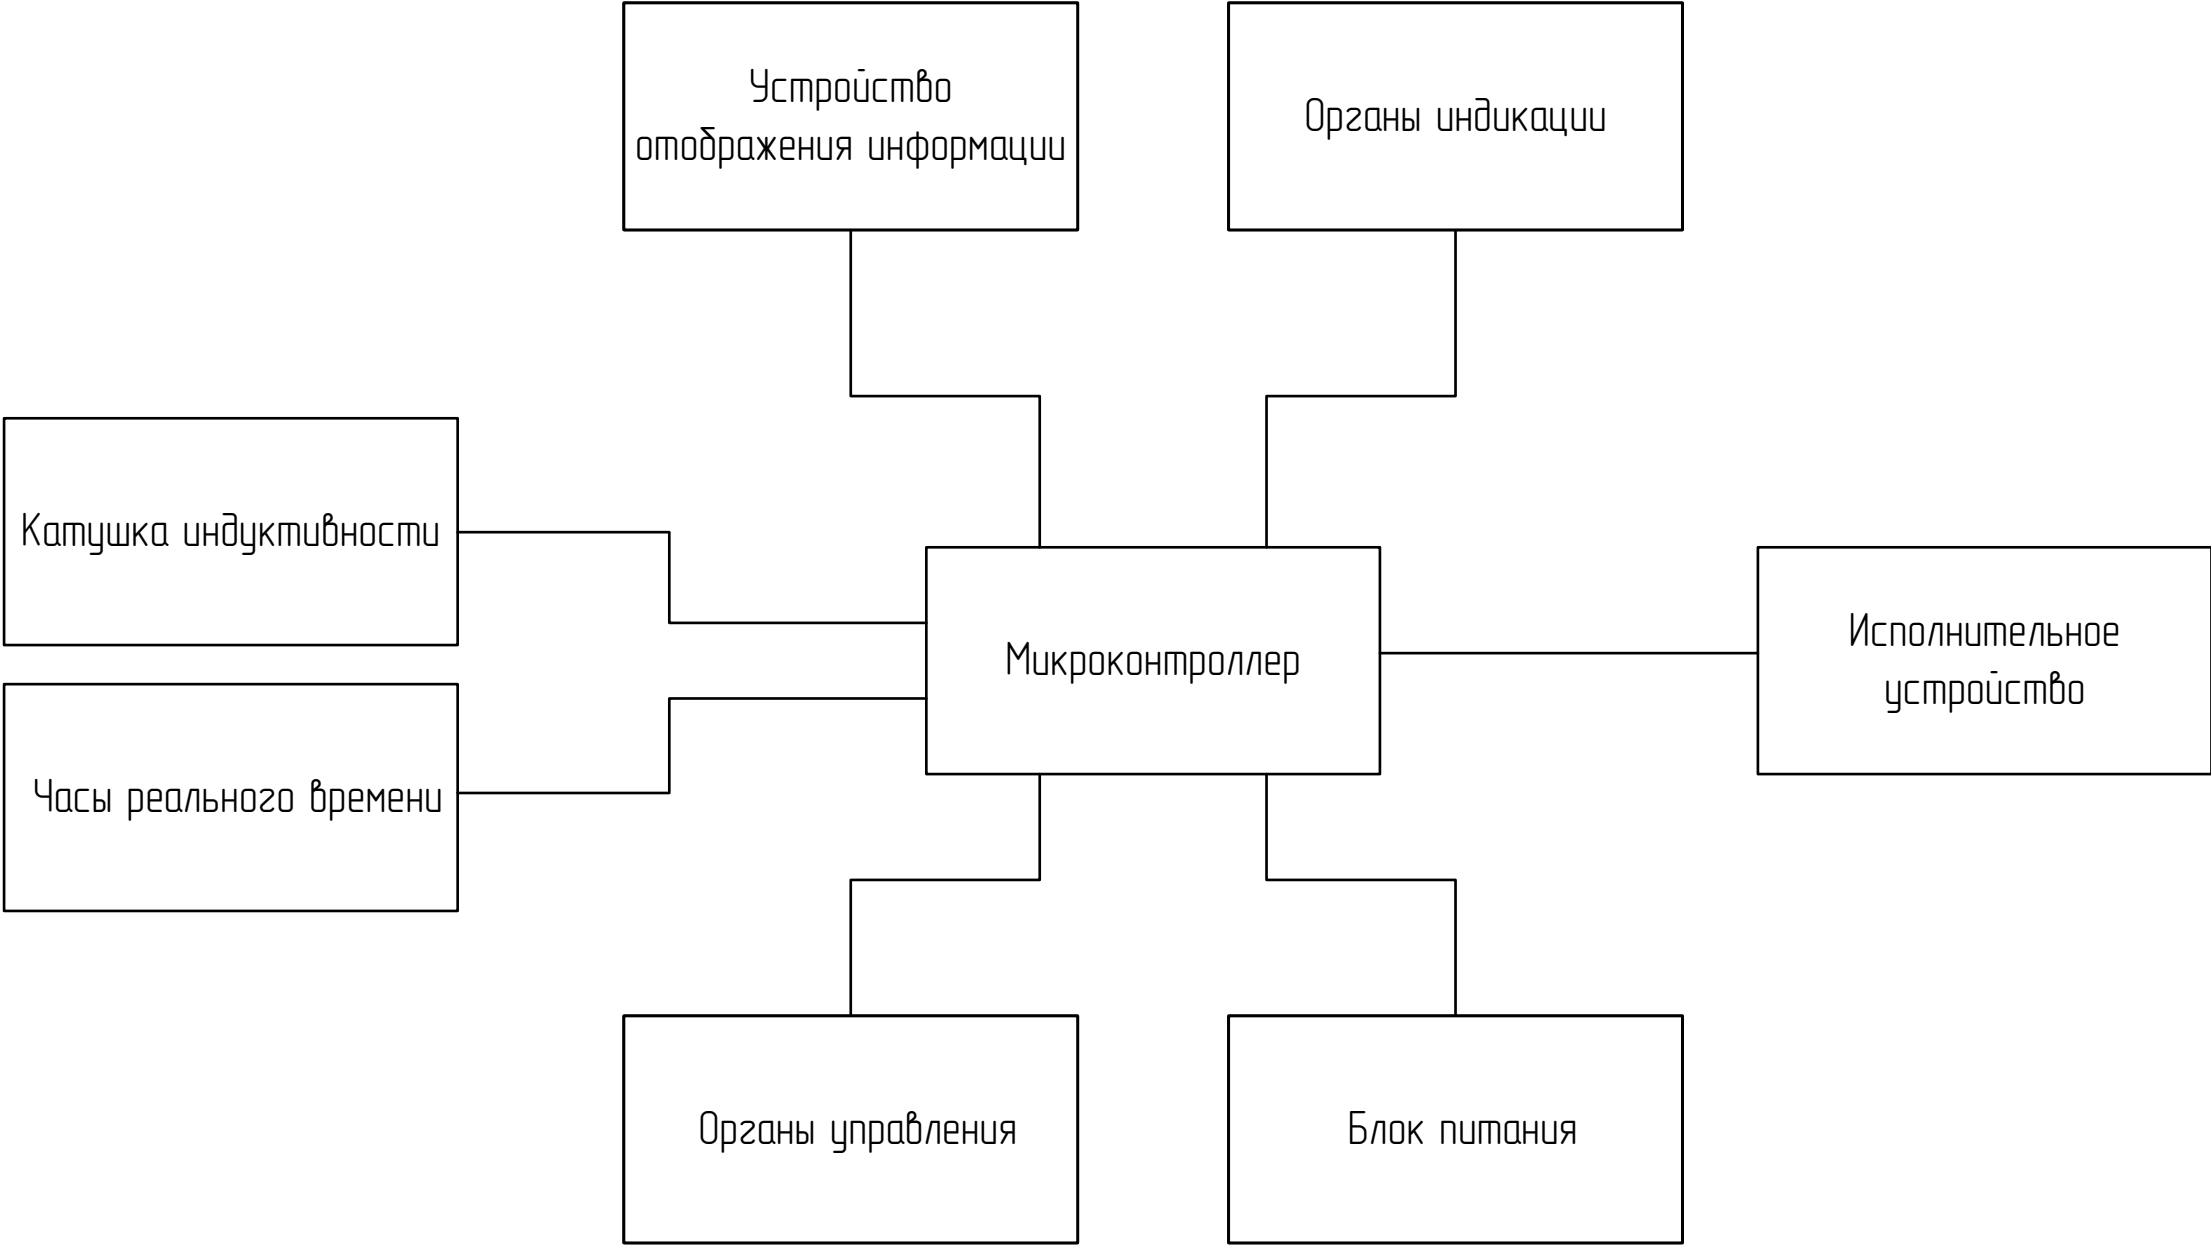 Устройство
отображения информации
Органы индикации
Катушка индуктивности
Микроконтроллер
Исполнительное
устройство
Часы реального времени
Органы управления
Блок питания